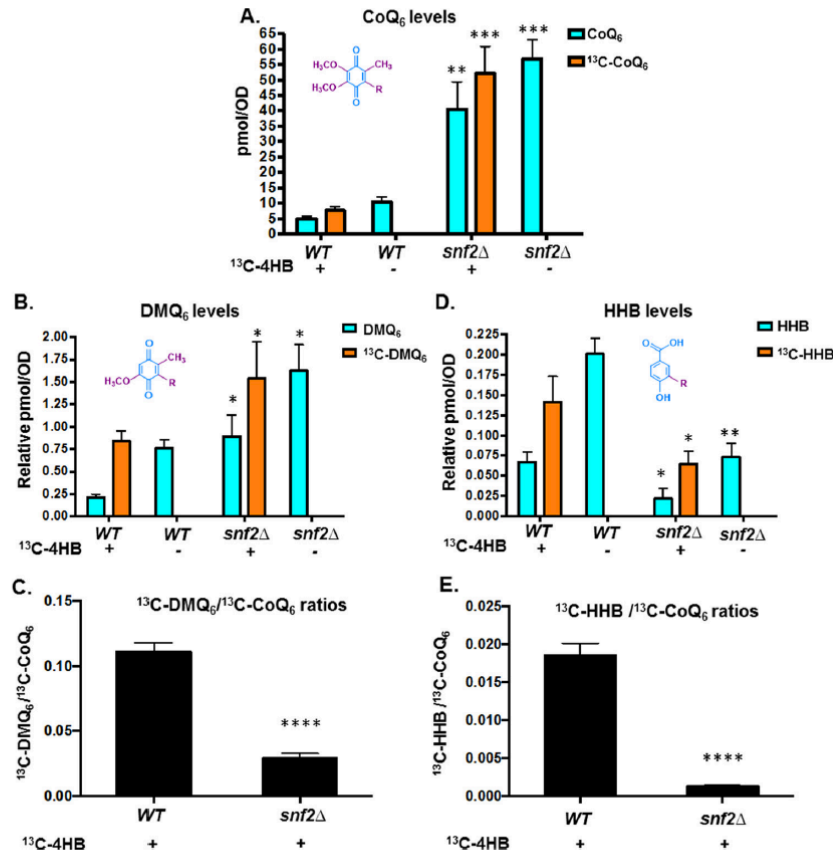 A. CoQ₆ levels
CoQ₆
¹³C-CoQ₆
65
60
55
50
45
40
35
30
25
20
15
10
5
pmol/OD
O
H₃CO
CH₃
H₃CO
R
O
**
***
***
WT
WT
snf2Δ
snf2Δ
¹³C-4HB + - + -
B. DMQ₆ levels
DMQ₆
¹³C-DMQ₆
2.00
1.75
1.50
1.25
1.00
0.75
0.50
0.25
0.00
Relative pmol/OD
O
CH₃
H₃CO
R
O
*
*
*
WT
WT
snf2Δ
snf2Δ
¹³C-4HB + - + -
D. HHB levels
HHB
¹³C-HHB
0.225
0.200
0.175
0.150
0.125
0.100
0.075
0.050
0.025
0.000
Relative pmol/OD
O
OH
R
OH
*
*
**
WT
WT
snf2Δ
snf2Δ
¹³C-4HB + - + -
C. ¹³C-DMQ₆/¹³C-CoQ₆ ratios
0.15
0.10
0.05
0.00
¹³C-DMQ₆/¹³C-CoQ₆
****
WT
snf2Δ
¹³C-4HB + +
E. ¹³C-HHB /¹³C-CoQ₆ ratios
0.025
0.020
0.015
0.010
0.005
0.000
¹³C-HHB /¹³C-CoQ₆
****
WT
snf2Δ
¹³C-4HB + +